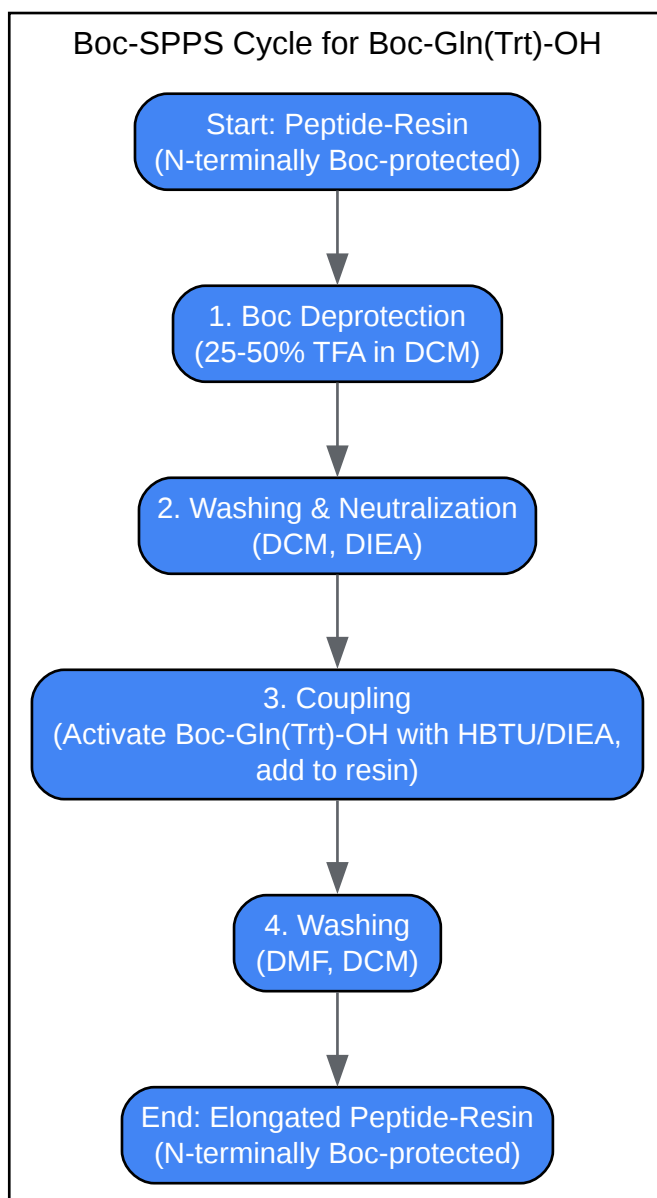 Boc-SPPS Cycle for Boc-Gln(Trt)-OH
Start: Peptide-Resin
(N-terminally Boc-protected)
1. Boc Deprotection
(25-50% TFA in DCM)
2. Washing & Neutralization
(DCM, DIEA)
3. Coupling
(Activate Boc-Gln(Trt)-OH with HBTU/DIEA,
add to resin)
4. Washing
(DMF, DCM)
End: Elongated Peptide-Resin
(N-terminally Boc-protected)